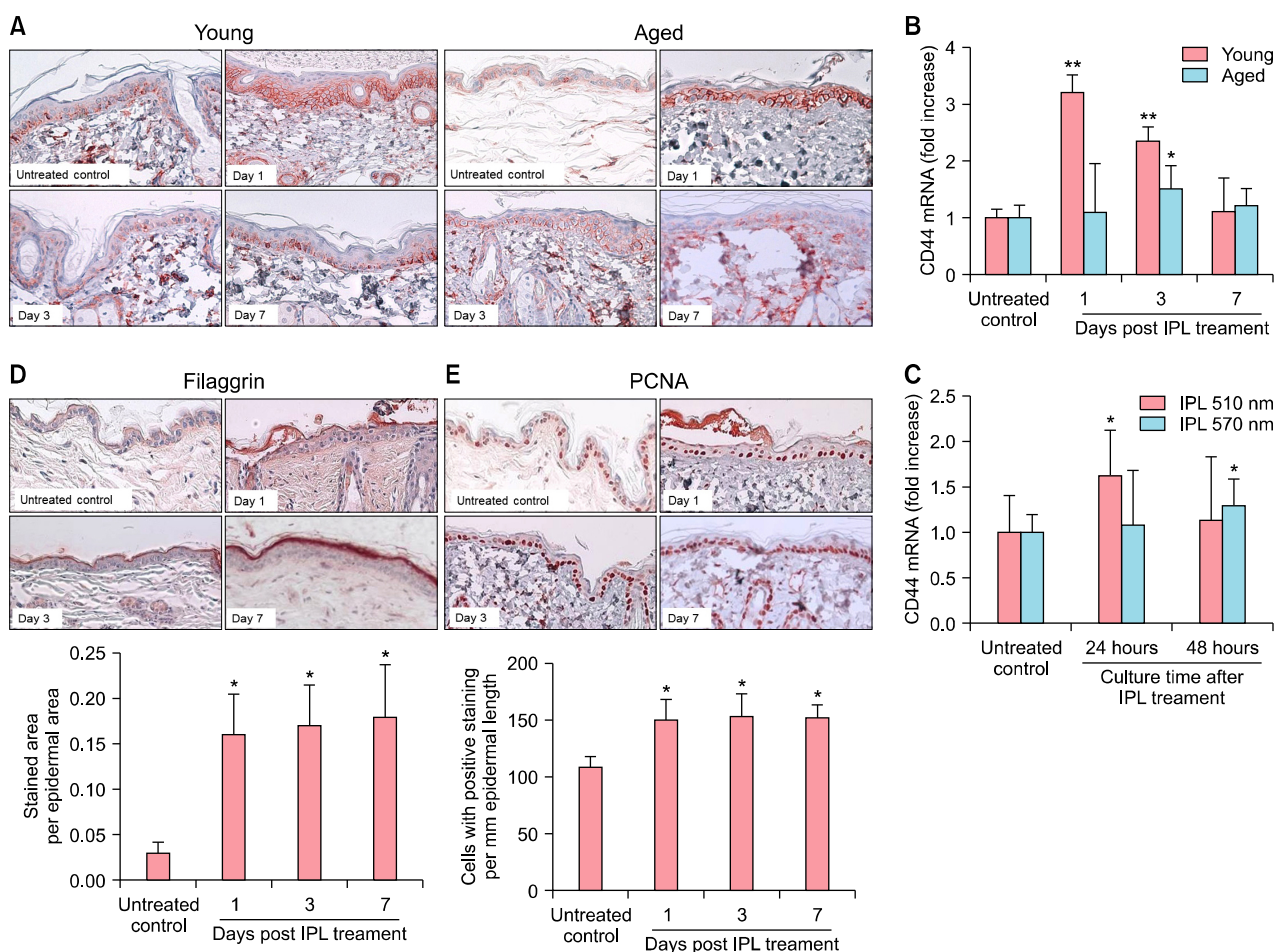 A
Young
Aged
Untreated control
Day 1
Untreated control
Day 1
Day 3
Day 7
Day 3
Day 7
B
CD44 mRNA (fold increase)
4
3
2
1
0
Young
Aged
**
**
*
Untreated
control
1
3
7
Days post IPL treament
D
Filaggrin
Untreated control
Day 1
Day 3
Day 7
Stained area
per epidermal area
0.25
0.20
0.15
0.10
0.05
0.00
*
*
*
Untreated
control
1
3
7
Days post IPL treament
E
PCNA
Untreated control
Day 1
Day 3
Day 7
Cells with positive staining
per mm epidermal length
200
150
100
50
0
*
*
*
Untreated
control
1
3
7
Days post IPL treament
C
CD44 mRNA (fold increase)
2.5
2.0
1.5
1.0
0.5
0.0
IPL 510 nm
IPL 570 nm
*
*
Untreated
control
24 hours
48 hours
Culture time after
IPL treament